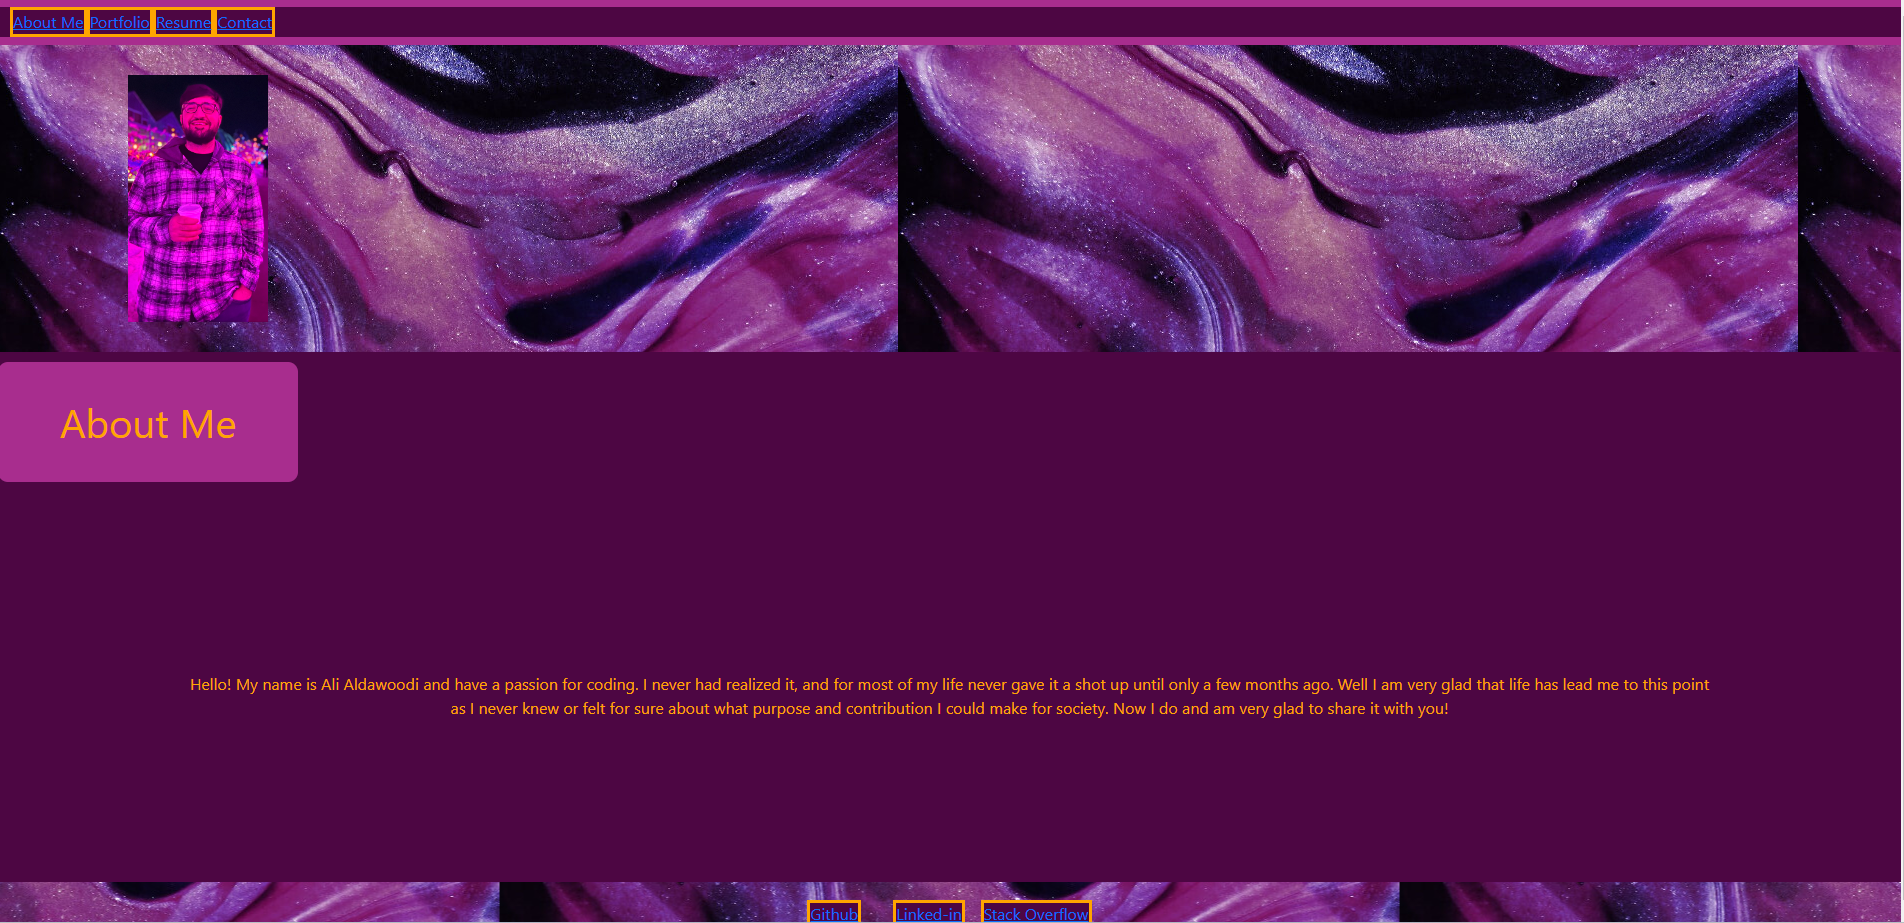 About Me Portfolio Resume Contact
About Me
Hello! My name is Ali Aldawoodi and have a passion for coding. I never had realized it, and for most of my life never gave it a shot up until only a few months ago. Well I am very glad that life has lead me to this point
as I never knew or felt for sure about what purpose and contribution I could make for society. Now I do and am very glad to share it with you!
Github Linked-in Stack Overflow